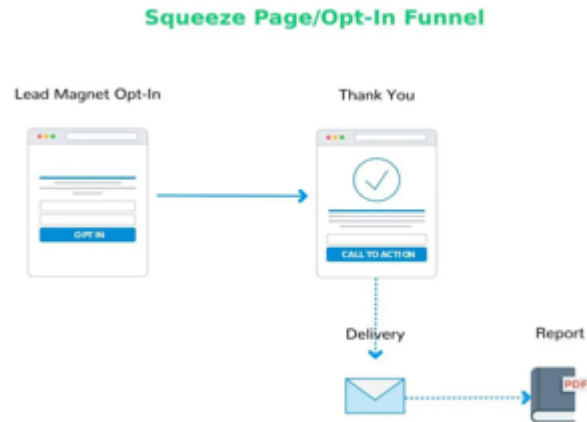 Squeeze Page/Opt-In Funnel
Lead Magnet Opt-In
Thank You
OPT IN
CALL TO ACTION
Delivery
Report
PDF